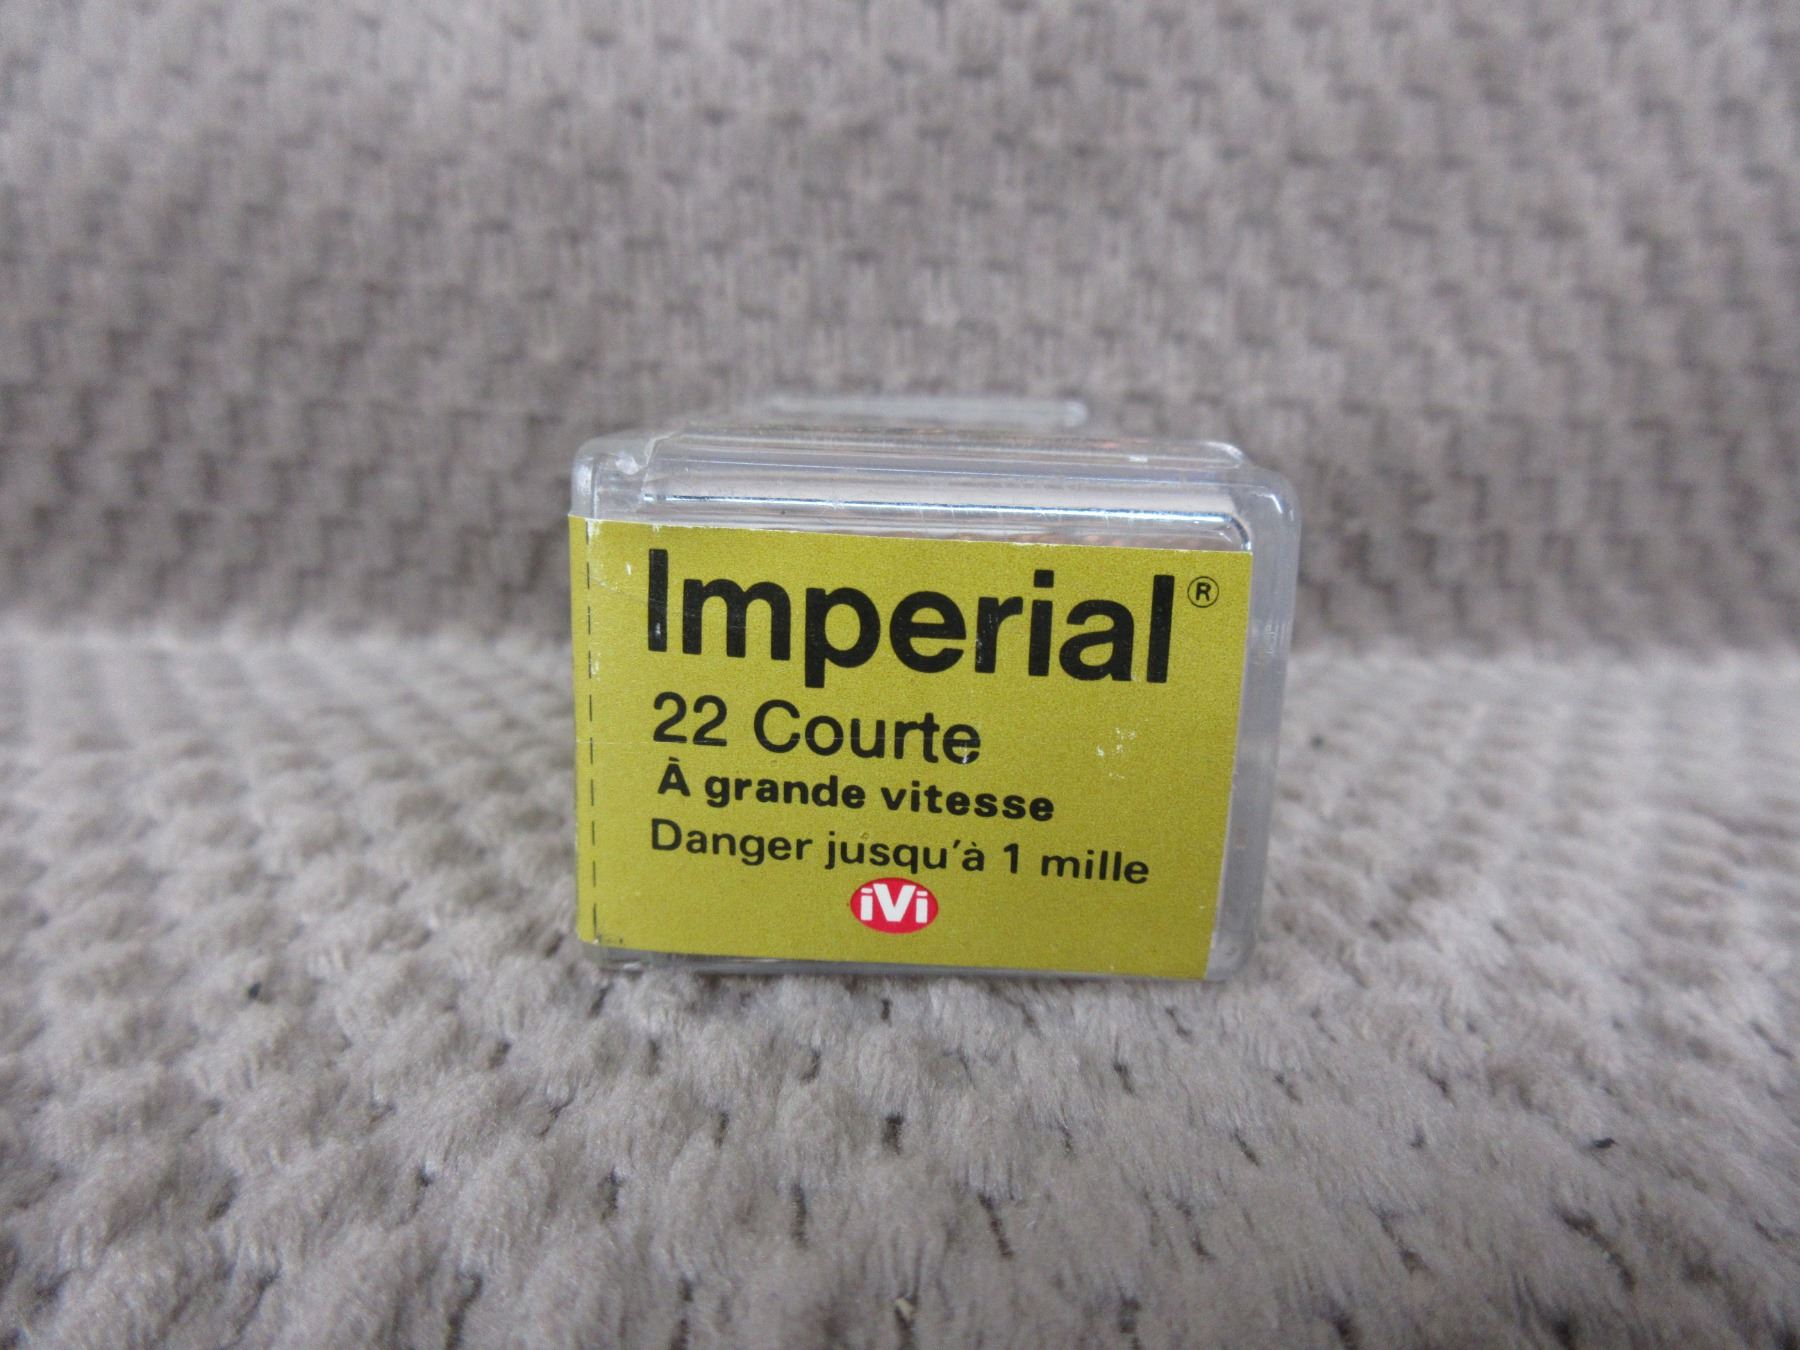 Imperial®
22 Courte
À grande vitesse
Danger jusqu'à 1 mille
iVi